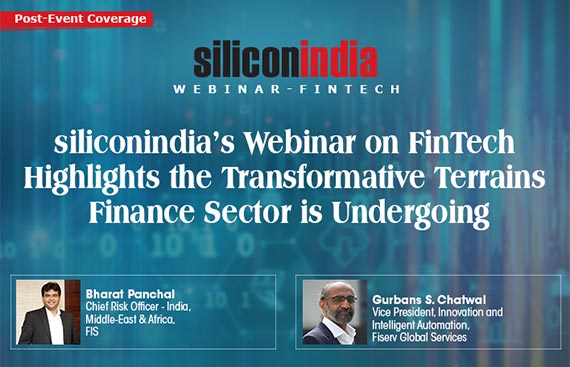 Post-Event Coverage
siliconindia
WEBINAR-FINTECH
siliconindia's Webinar on FinTech
Highlights the Transformative Terrains
Finance Sector is Undergoing
Bharat Panchal
Chief Risk Officer - India,
Middle-East & Africa,
FIS
Gurbans S. Chatwal
Vice President, Innovation and
Intelligent Automation,
Fiserv Global Services